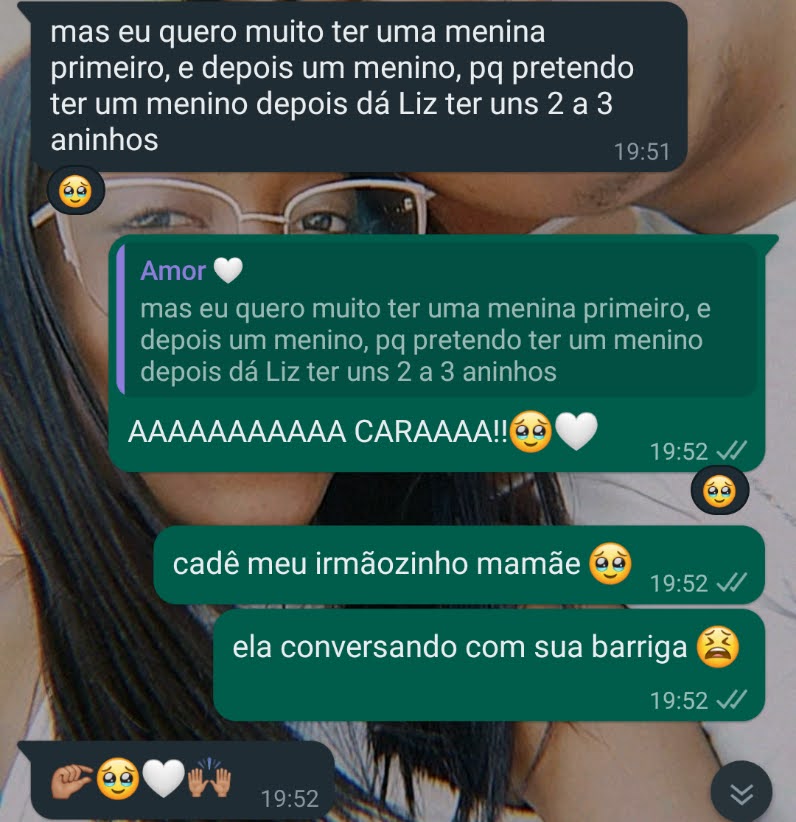 mas eu quero muito ter uma menina
primeiro, e depois um menino, pq pretendo
ter um menino depois dá Liz ter uns 2 a 3
aninhos
19:51
🥹
Amor 🤍
mas eu quero muito ter uma menina primeiro, e
depois um menino, pq pretendo ter um menino
depois dá Liz ter uns 2 a 3 aninhos
AAAAAAAAAAA CARAAAA!!🥹🤍
19:52
🥹
cadê meu irmãozinho mamãe 🥹
19:52
ela conversando com sua barriga 😫
19:52
🤏🏽🥹🤍🙌🏽
19:52